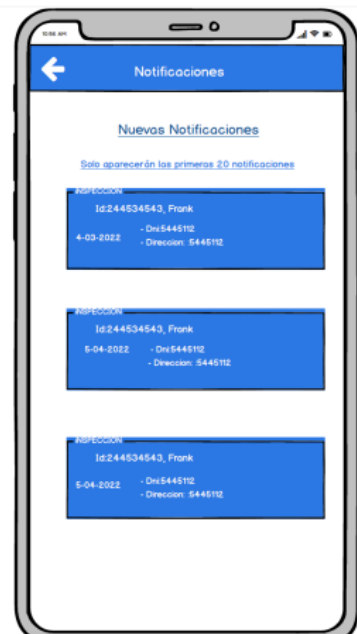 10:56 AM
Notificaciones
Nuevas Notificaciones
Solo aparecerán las primeras 20 notificaciones
INSPECCION
Id:244534543, Frank
4-03-2022
- Dni:5445112
- Direccion: :5445112
INSPECCION
Id:244534543, Frank
5-04-2022
- Dni:5445112
- Direccion: :5445112
INSPECCION
Id:244534543, Frank
5-04-2022
- Dni:5445112
- Direccion: :5445112